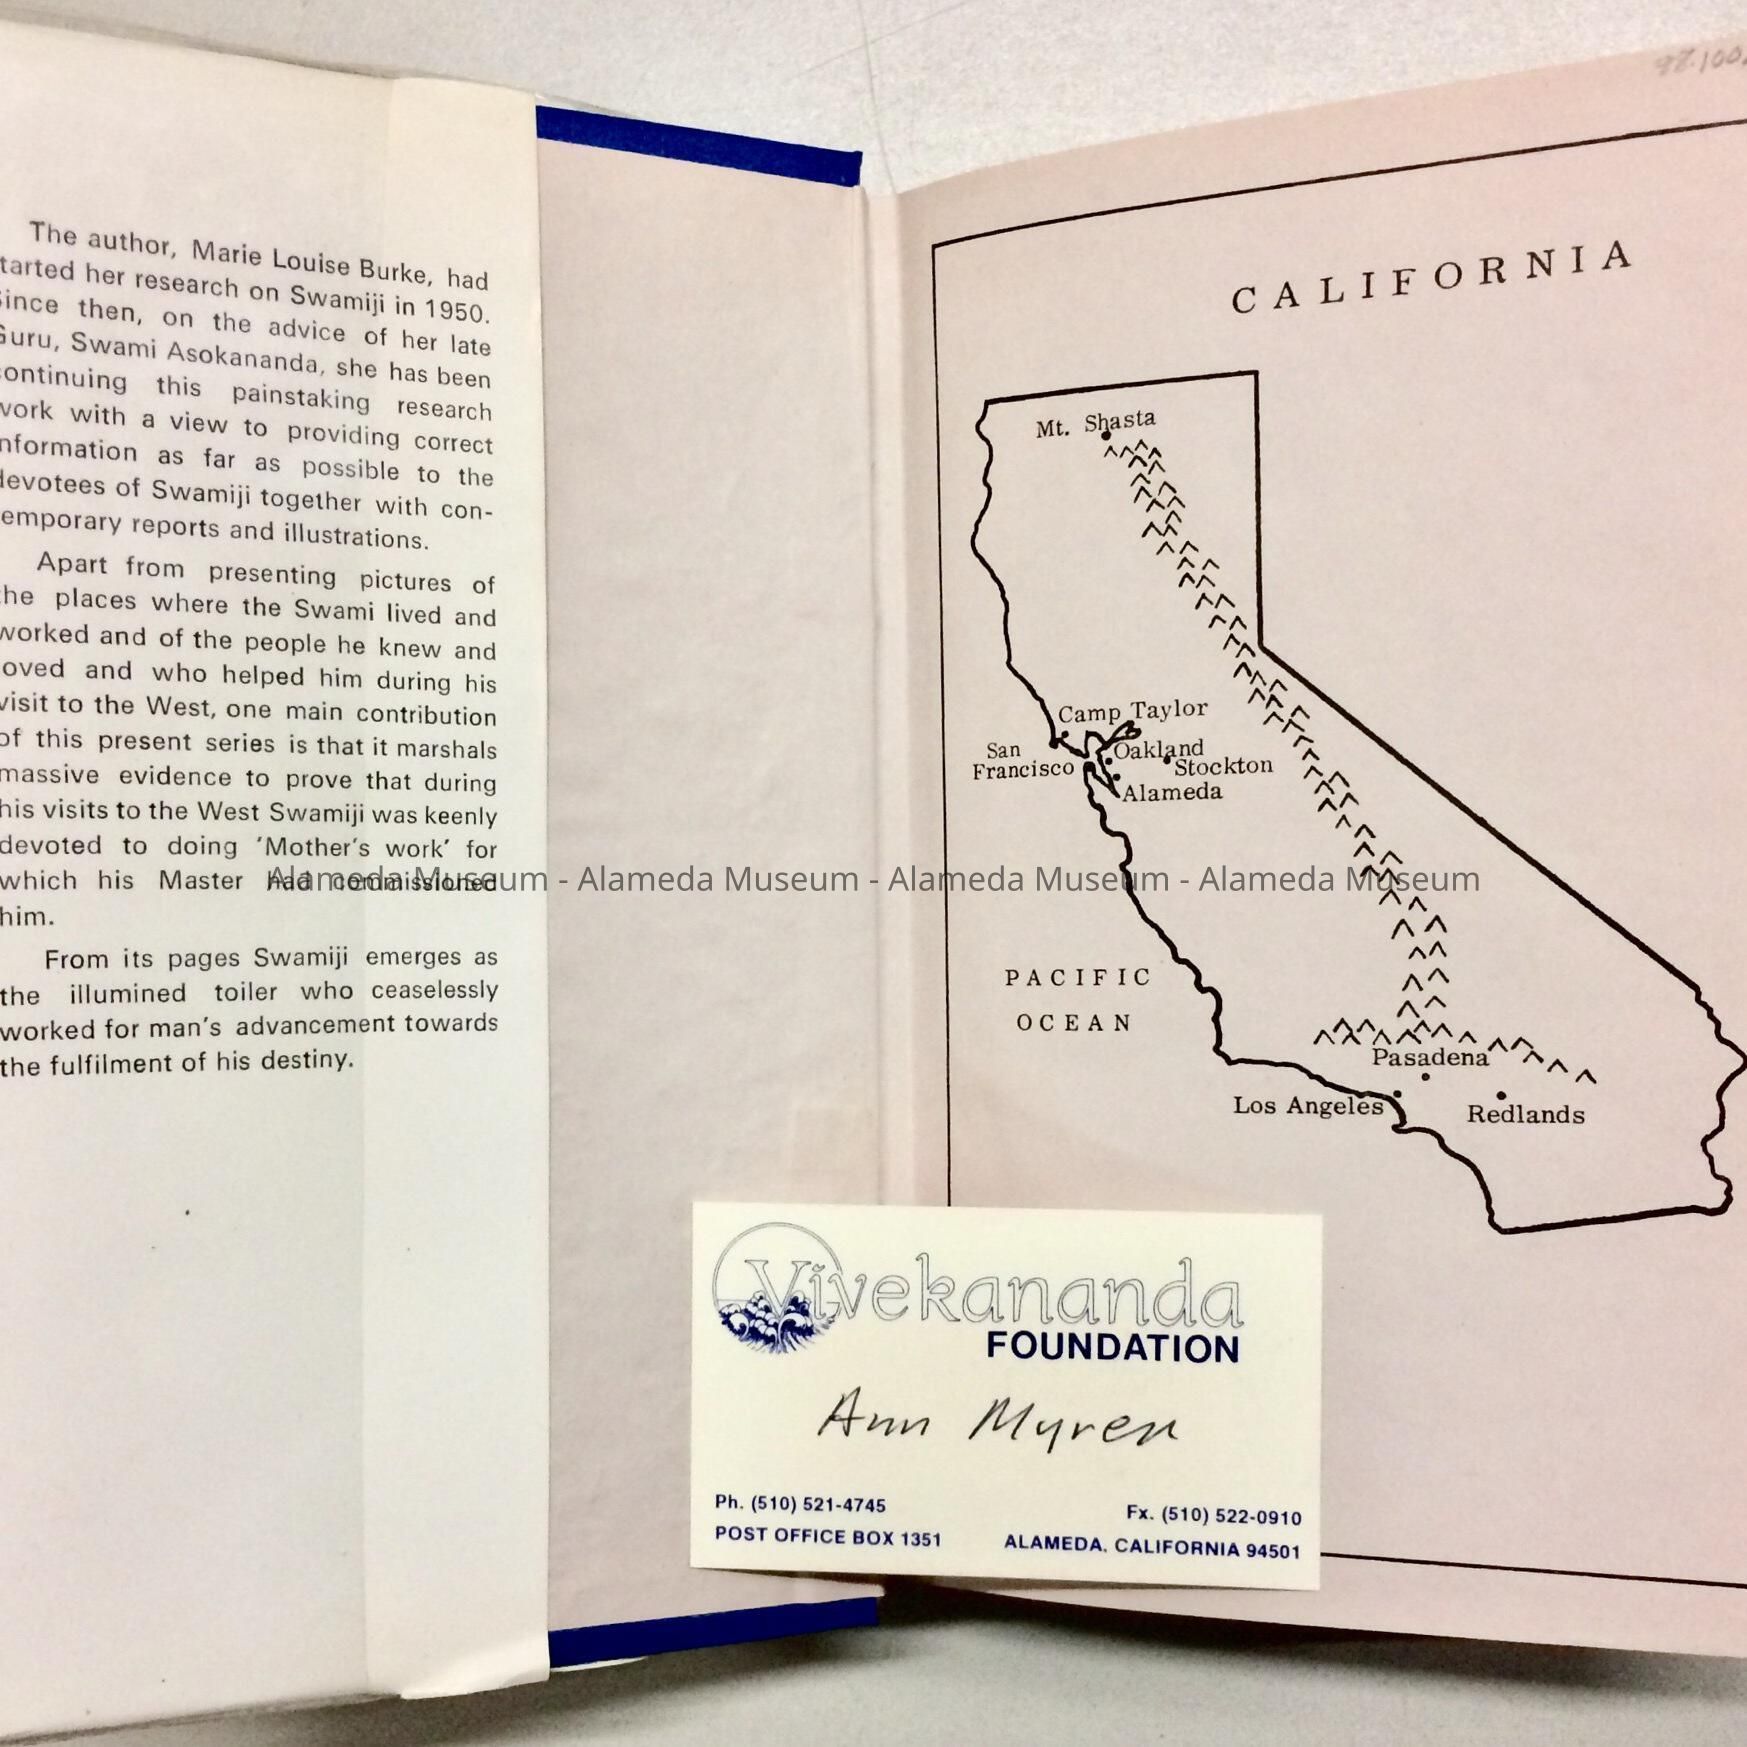 The author, Marie Louise Burke, had
tarted her research on Swamiji in 1950.
Since then, on the advice of her late
Guru, Swami Asokananda, she has been
continuing this painstaking research
work with a view to providing correct
nformation as far as possible to the
devotees of Swamiji together with con-
emporary reports and illustrations.
Apart from presenting pictures of
the places where the Swami lived and
worked and of the people he knew and
oved and who helped him during his
visit to the West, one main contribution
of this present series is that it marshals
massive evidence to prove that during
his visits to the West Swamiji was keenly
devoted to doing 'Mother's work' for
which his Master had commissioned
him.
From its pages Swamiji emerges as
the illumined toiler who ceaselessly
worked for man's advancement towards
the fulfilment of his destiny.
Alameda Museum - Alameda Museum - Alameda Museum - Alameda Museum
CALIFORNIA
Mt. Shasta
Camp Taylor
San
Francisco
Oakland
Stockton
Alameda
PACIFIC
OCEAN
Pasadena
Los Angeles
Redlands
Vivekananda
FOUNDATION
Ann Myren
Ph. (510) 521-4745
Fx. (510) 522-0910
POST OFFICE BOX 1351
ALAMEDA, CALIFORNIA 94501